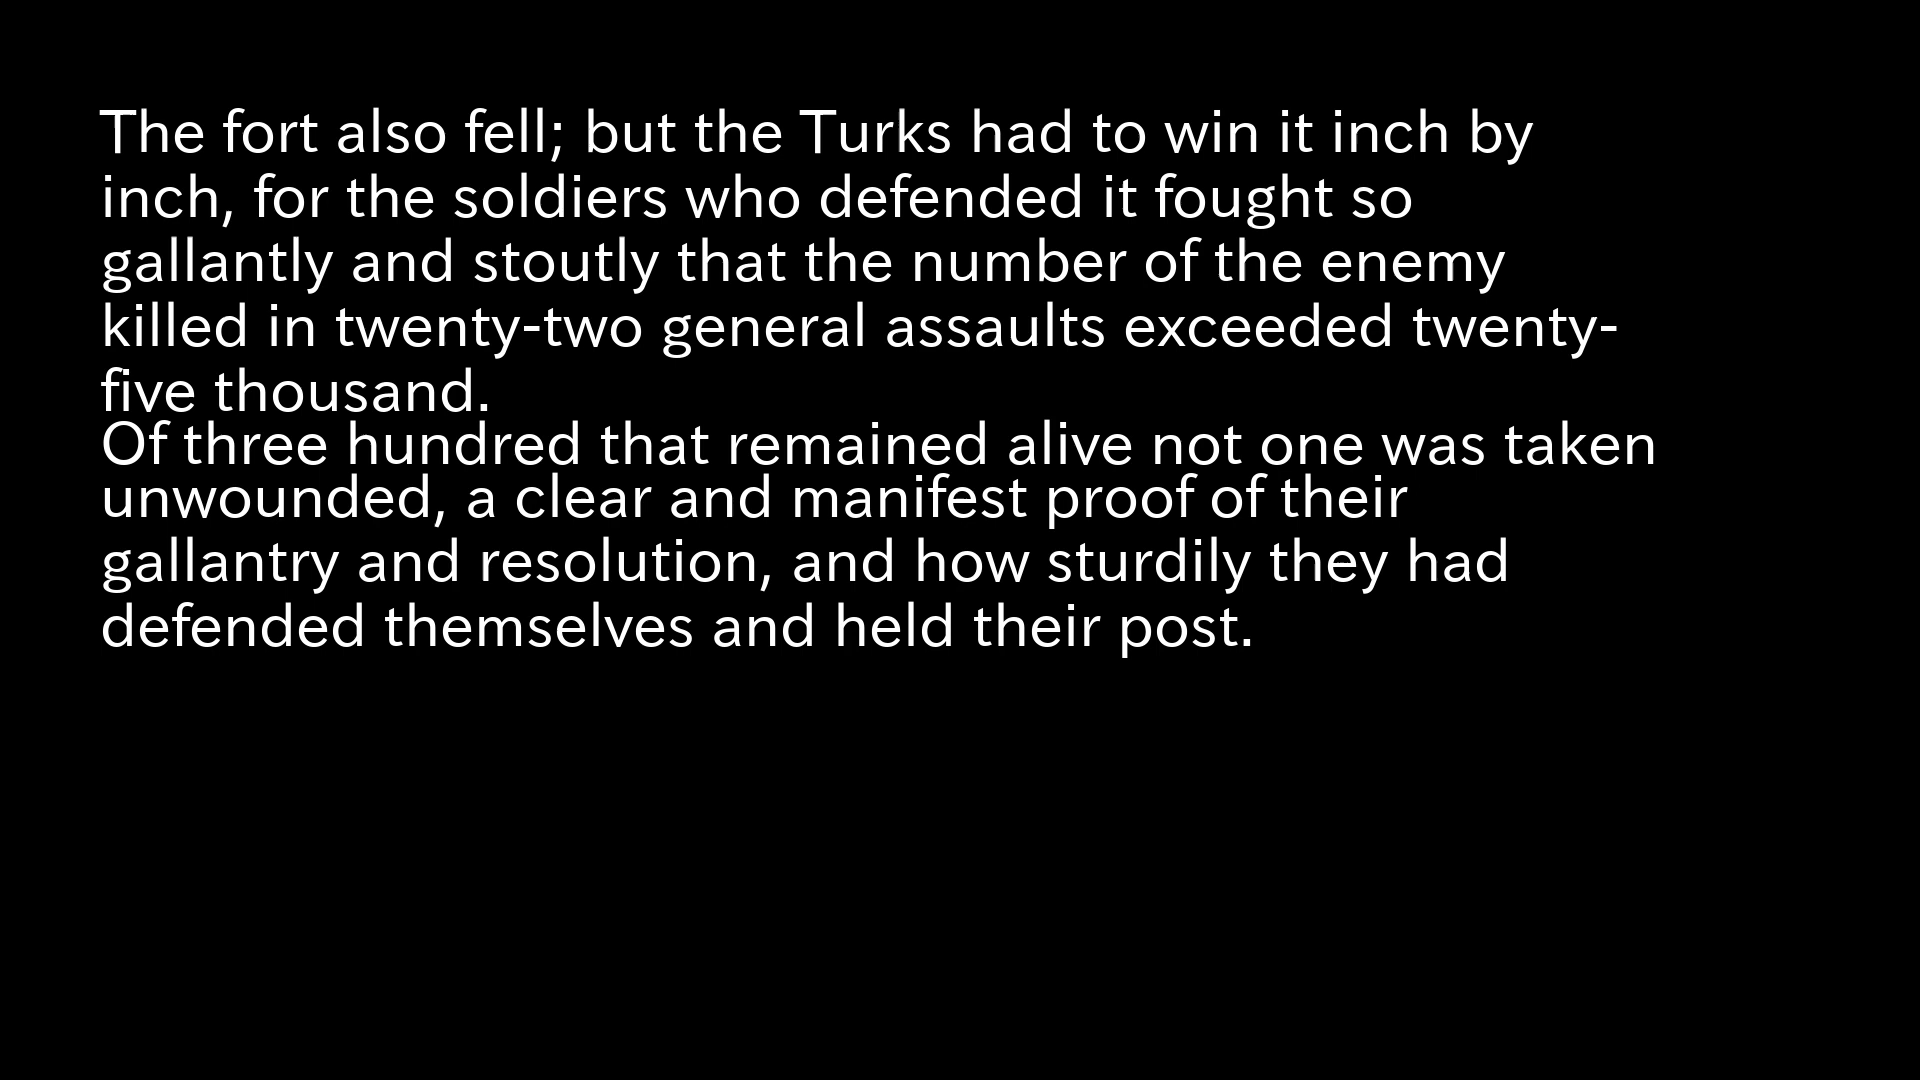 The fort also fell; but the Turks had to win it inch by
inch, for the soldiers who defended it fought so
gallantly and stoutly that the number of the enemy
killed in twenty-two general assaults exceeded twenty-
five thousand.
Of three hundred that remained alive not one was taken
unwounded, a clear and manifest proof of their
gallantry and resolution, and how sturdily they had
defended themselves and held their post.